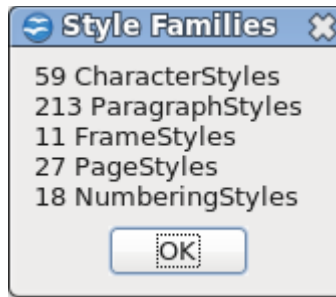 Style Families
59 CharacterStyles
213 ParagraphStyles
11 FrameStyles
27 PageStyles
18 NumberingStyles
OK